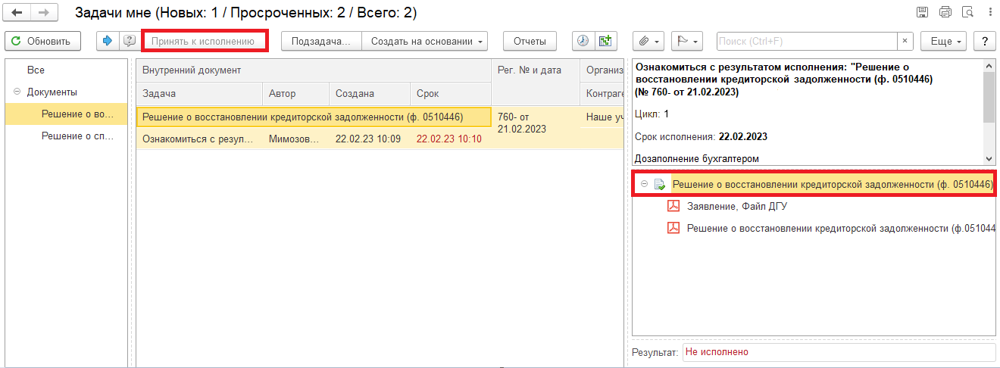 Задачи мне (Новых: 1 / Просроченных: 2 / Всего: 2)
Обновить
Принять к исполнению
Подзадача...
Создать на основании
Отчеты
Поиск (Ctrl+F)
×
Еще
?
Все
Документы
Решение о во...
Решение о сп...
Внутренний документ
Рег. № и дата
Организ
Задача
Автор
Создана
Срок
Контраге
Решение о восстановлении кредиторской задолженности (ф. 0510446)
760- от
21.02.2023
Наше уч
Ознакомиться с резул...
Мимозов...
22.02.23 10:09
22.02.23 10:10
Ознакомиться с результатом исполнения: "Решение о
восстановлении кредиторской задолженности (ф. 0510446)
(№ 760- от 21.02.2023)
Цикл: 1
Срок исполнения: 22.02.2023
Дозаполнение бухгалтером
Решение о восстановлении кредиторской задолженности (ф. 0510446)
Заявление, Файл ДГУ
Решение о восстановлении кредиторской задолженности (ф.051044
Результат: Не исполнено